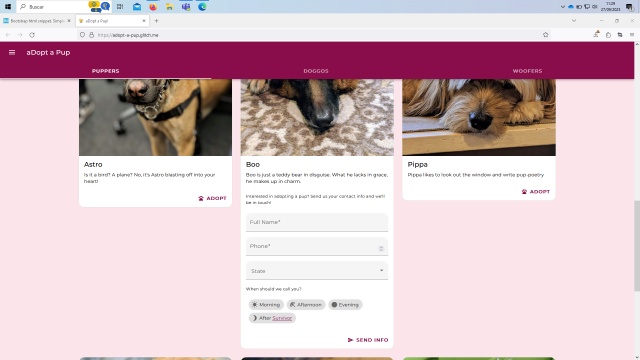 Buscar
11:29
27/09/2023
Bootstrap html snippet. Simpl
aDopt a Pup
https://adopt-a-pup.glitch.me
aDopt a Pup
PUPPERS
DOGGOS
WOOFERS
Astro
Is it a bird? A plane? No, it's Astro blasting off into your
heart!
ADOPT
Boo
Boo is just a teddy bear in disguise. What he lacks in grace,
he makes up in charm.
Interested in adopting a pup? Send us your contact info and we'll
be in touch!
Full Name*
Phone*
State
When should we call you?
Morning
Afternoon
Evening
After Survivor
SEND INFO
Pippa
Pippa likes to look out the window and write pup-poetry
ADOPT